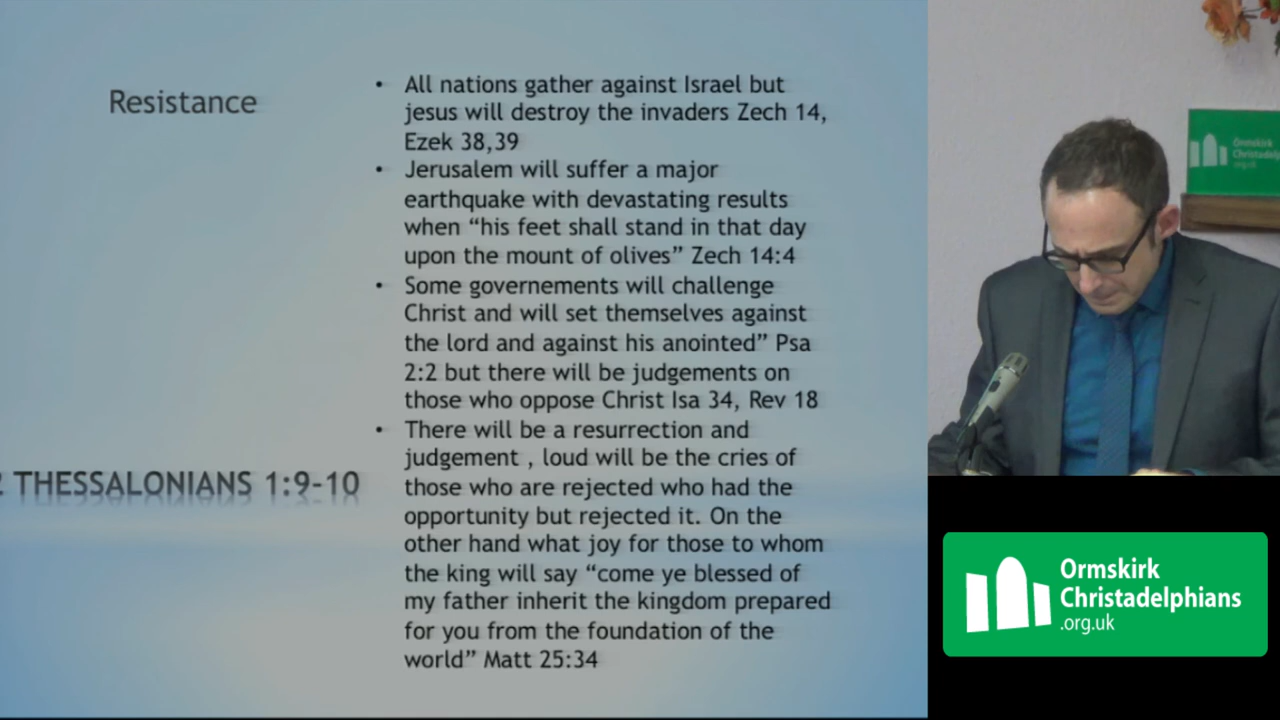 Resistance
• All nations gather against Israel but
jesus will destroy the invaders Zech 14,
Ezek 38,39
• Jerusalem will suffer a major
earthquake with devastating results
when “his feet shall stand in that day
upon the mount of olives” Zech 14:4
• Some governements will challenge
Christ and will set themselves against
the lord and against his anointed” Psa
2:2 but there will be judgements on
those who oppose Christ Isa 34, Rev 18
• There will be a resurrection and
judgement , loud will be the cries of
those who are rejected who had the
opportunity but rejected it. On the
other hand what joy for those to whom
the king will say “come ye blessed of
my father inherit the kingdom prepared
for you from the foundation of the
world” Matt 25:34
2 THESSALONIANS 1:9-10
Ormskirk
Christadelphians
.org.uk
Ormskirk
Christadelphians
.org.uk